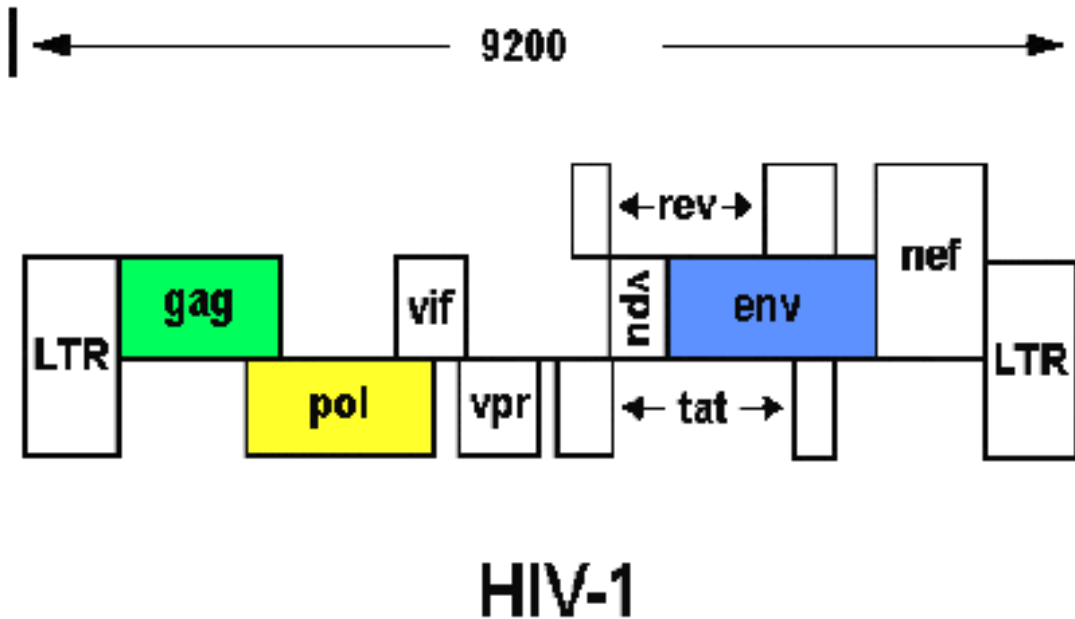 9200
rev
gag vif vpu env nef
LTR LTR
pol vpr tat
HIV-1